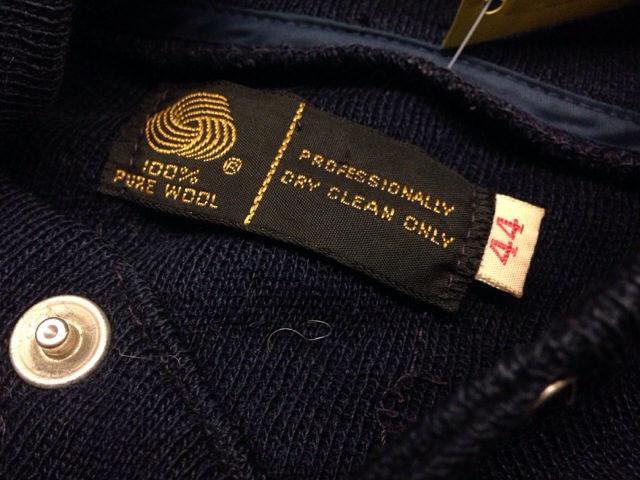 100%
PURE WOOL
®
PROFESSIONALLY
DRY CLEAN ONLY
44